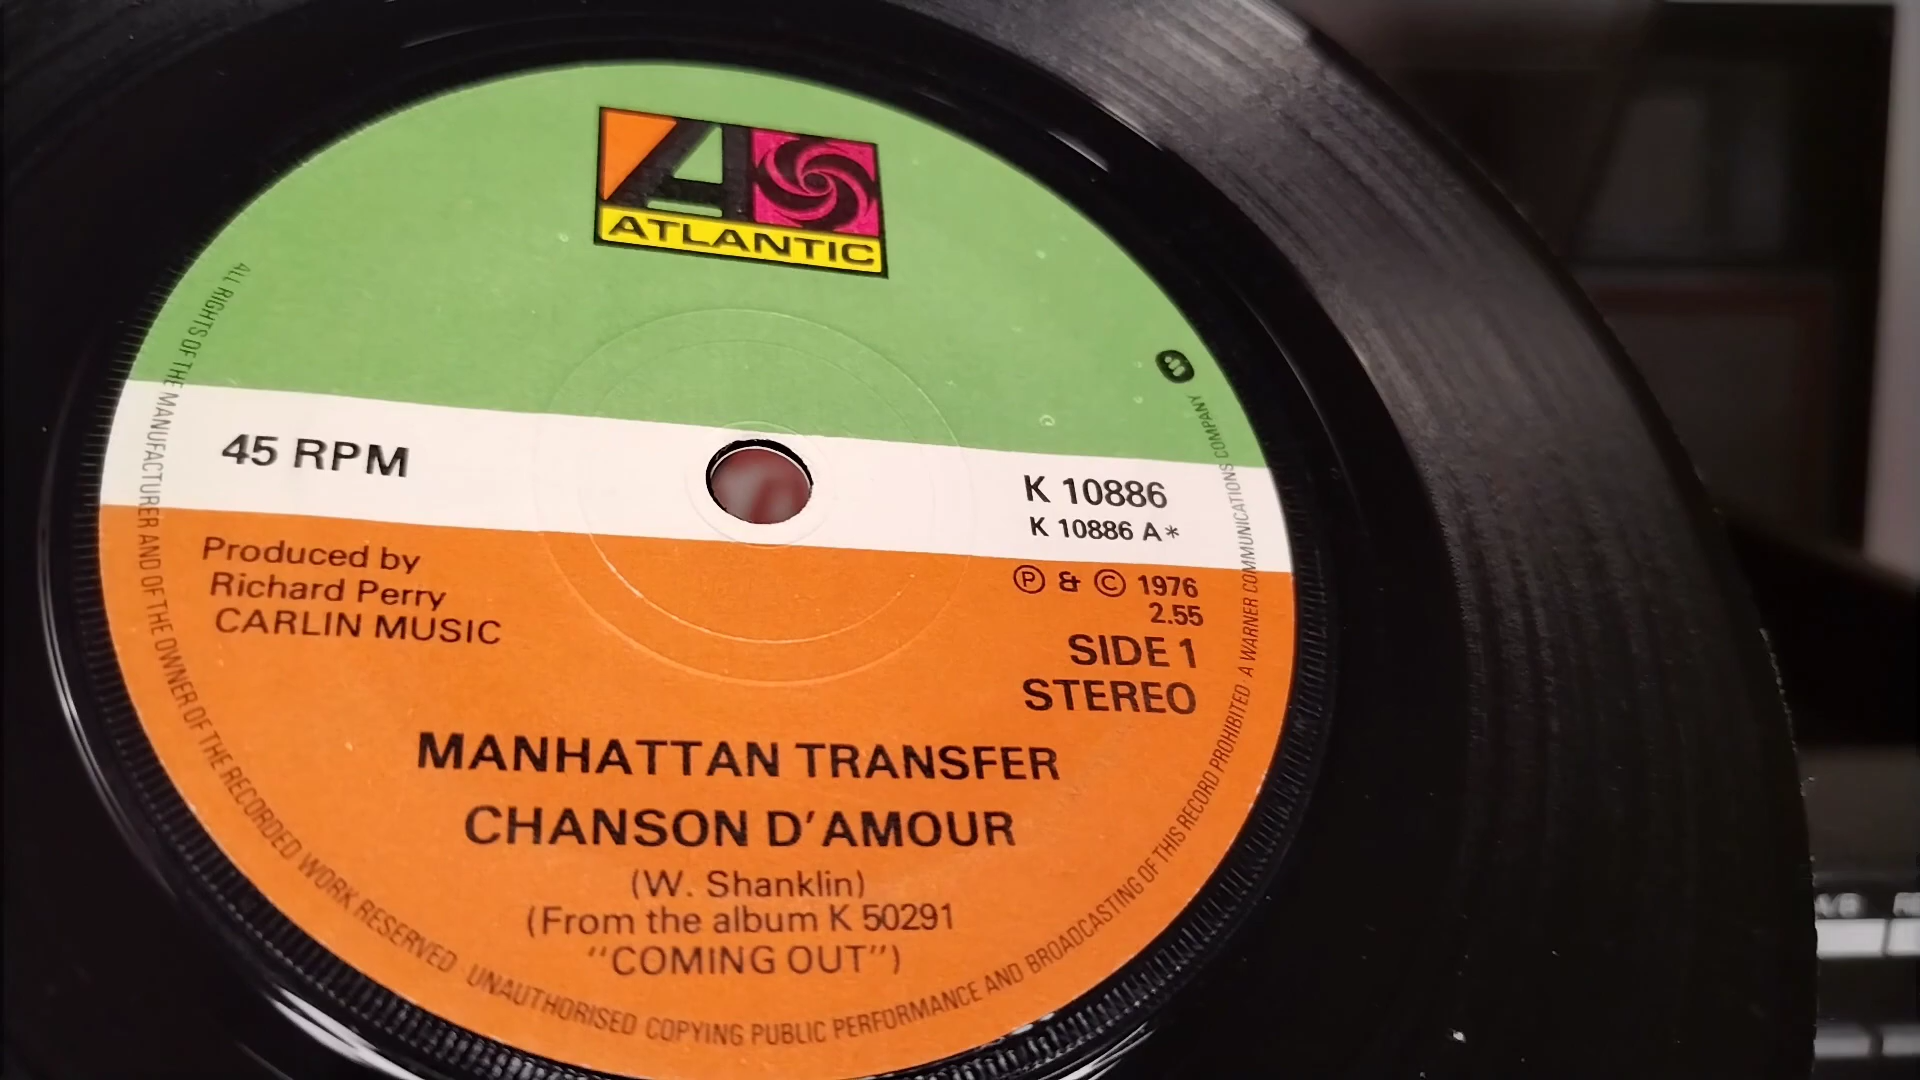 ATLANTIC
45 RPM
K 10886
K 10886 A*
Produced by
Richard Perry
CARLIN MUSIC
Ⓟ & © 1976
2.55
SIDE 1
STEREO
MANHATTAN TRANSFER
CHANSON D'AMOUR
(W. Shanklin)
(From the album K 50291
"COMING OUT")
ALL RIGHTS OF THE MANUFACTURER AND OF THE OWNER OF THE RECORDED WORK RESERVED UNAUTHORISED COPYING PUBLIC PERFORMANCE AND BROADCASTING OF THIS RECORD PROHIBITED. A WARNER COMMUNICATIONS COMPANY